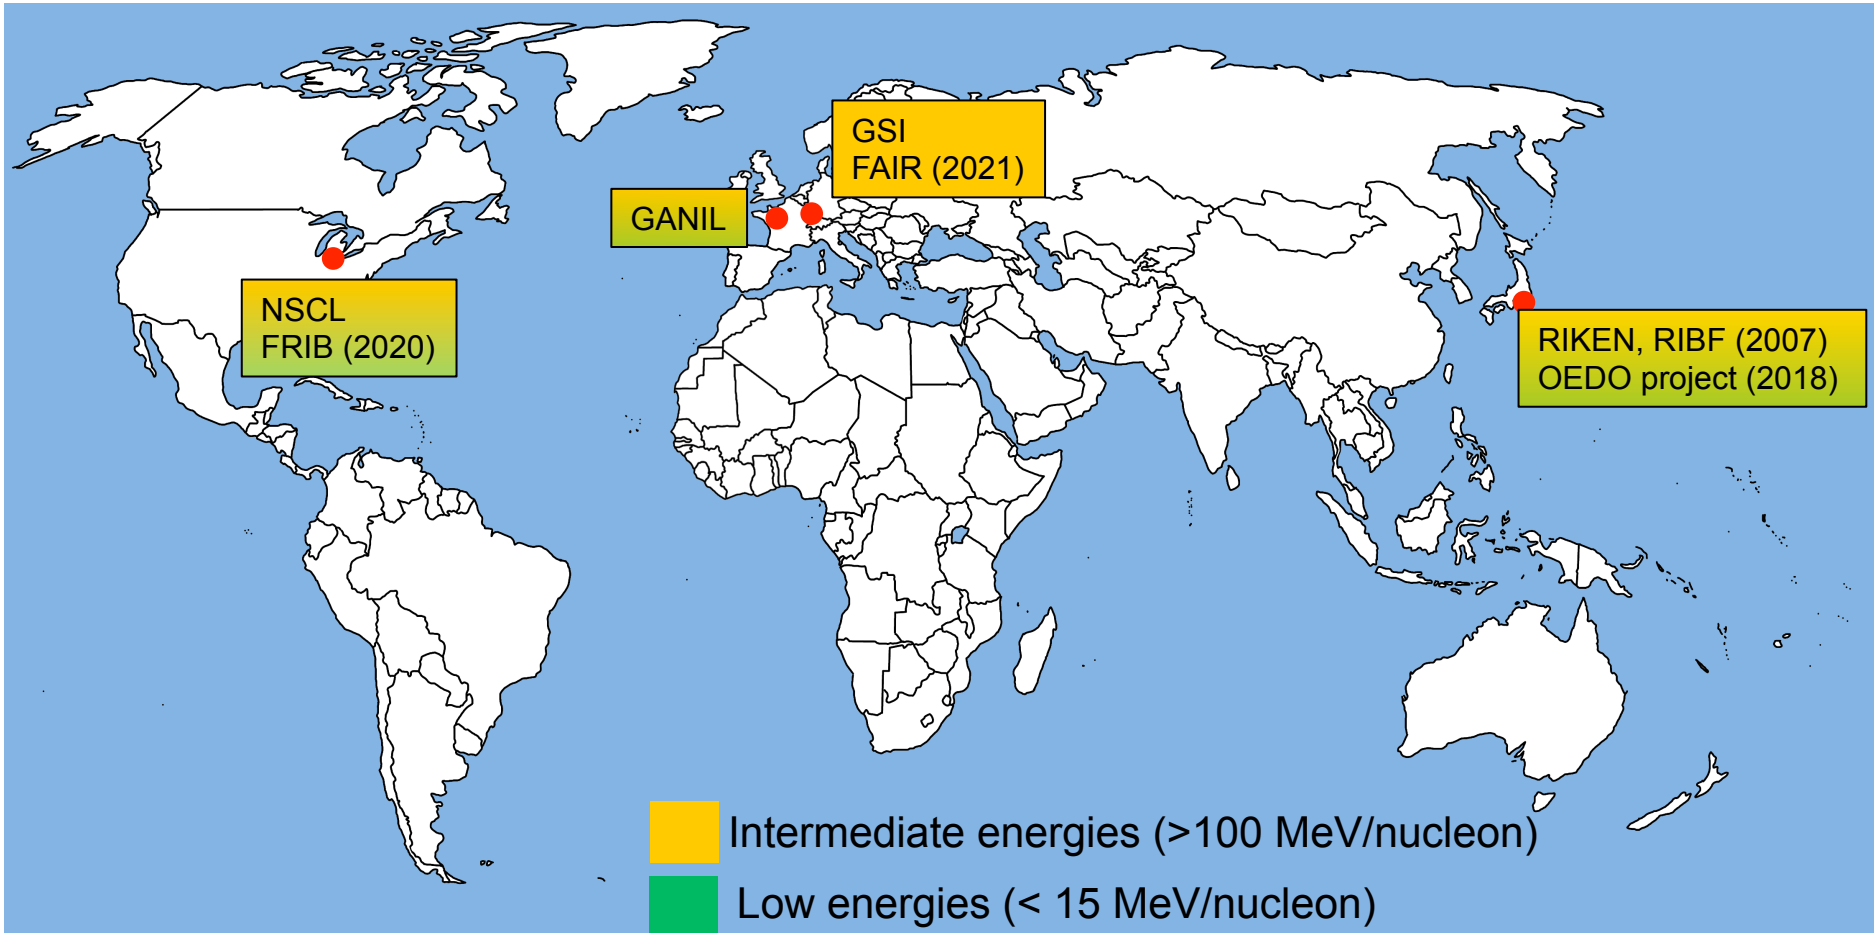 GSI
FAIR (2021)
GANIL
NSCL
FRIB (2020)
RIKEN, RIBF (2007)
OEDO project (2018)
Intermediate energies (>100 MeV/nucleon)
Low energies (< 15 MeV/nucleon)